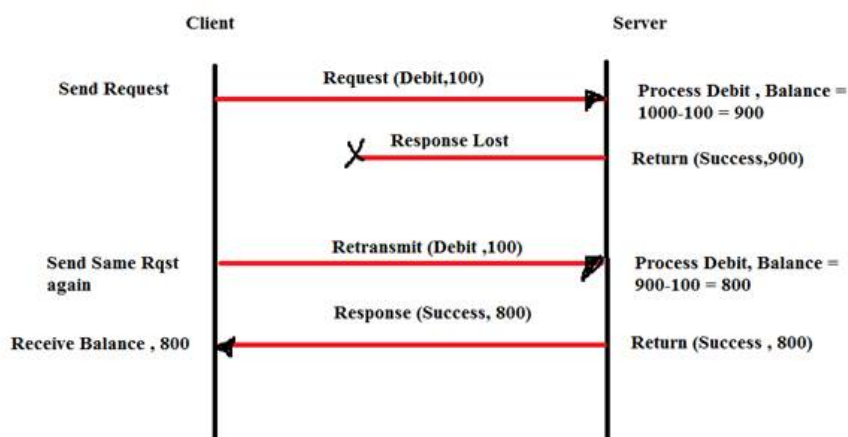 Client
Server
Send Request
Request (Debit,100)
Process Debit , Balance =
1000-100 = 900
Response Lost
Return (Success,900)
Send Same Rqst
again
Retransmit (Debit ,100)
Process Debit, Balance =
900-100 = 800
Response (Success, 800)
Receive Balance , 800
Return (Success , 800)